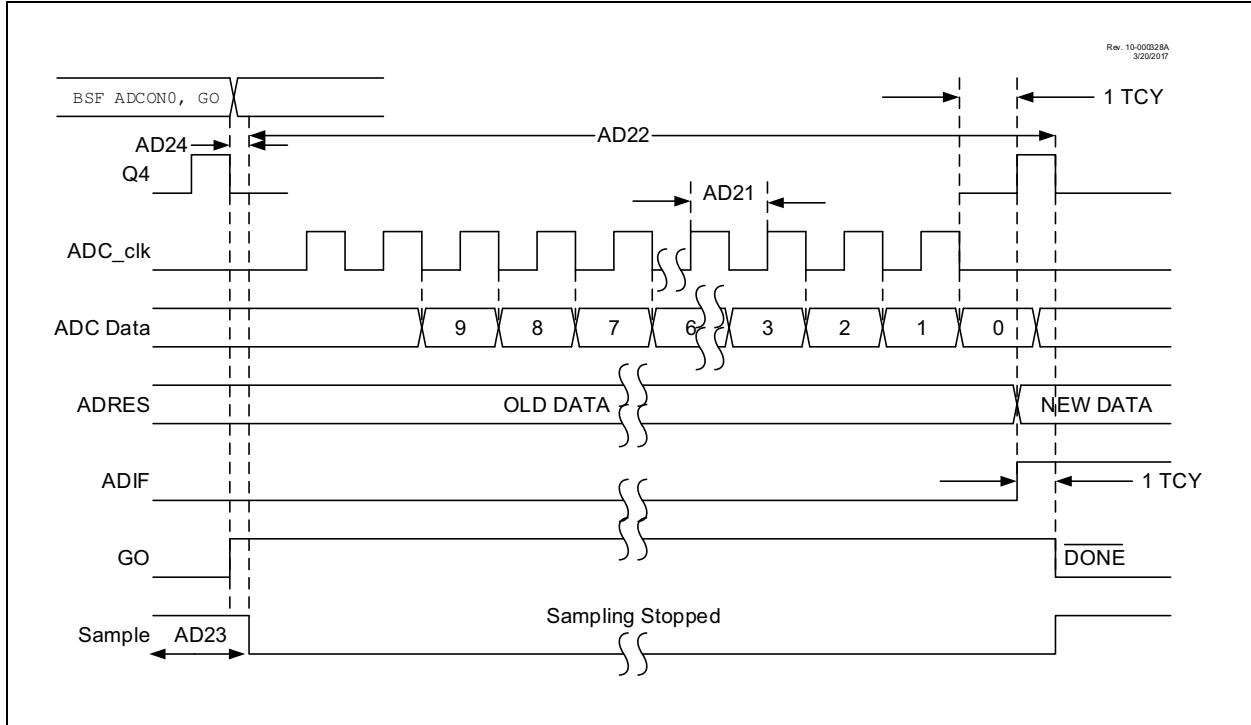 Rev. 10-000328A
3/20/2017
BSF ADCON0, GO
1 TCY
AD24
AD22
Q4
AD21
ADC_clk
ADC Data
9 8 7 6 3 2 1 0
ADRES
OLD DATA
NEW DATA
ADIF
1 TCY
GO
DONE
Sampling Stopped
Sample
AD23